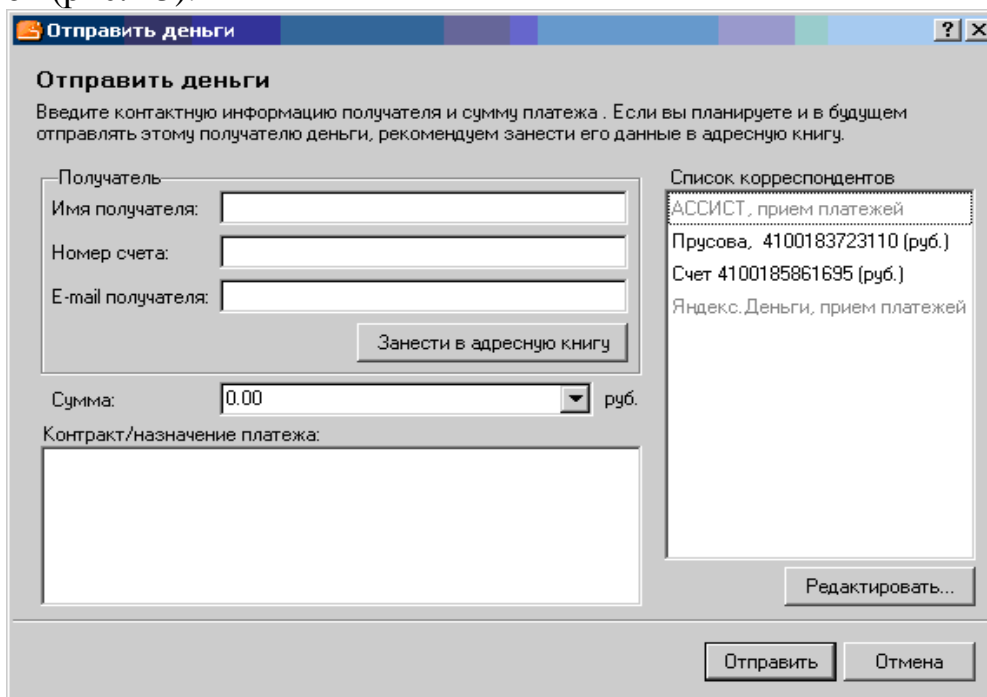 Отправить деньги
Отправить деньги
Введите контактную информацию получателя и сумму платежа . Если вы планируете и в будущем
отправлять этому получателю деньги, рекомендуем занести его данные в адресную книгу.
Получатель
Имя получателя:
Номер счета:
E-mail получателя:
Занести в адресную книгу
Сумма:
0.00
руб.
Контракт/назначение платежа:
Список корреспондентов
АССИСТ, прием платежей
Прусова, 4100183723110 (руб.)
Счет 4100185861695 (руб.)
Яндекс.Деньги, прием платежей
Редактировать...
Отправить
Отмена